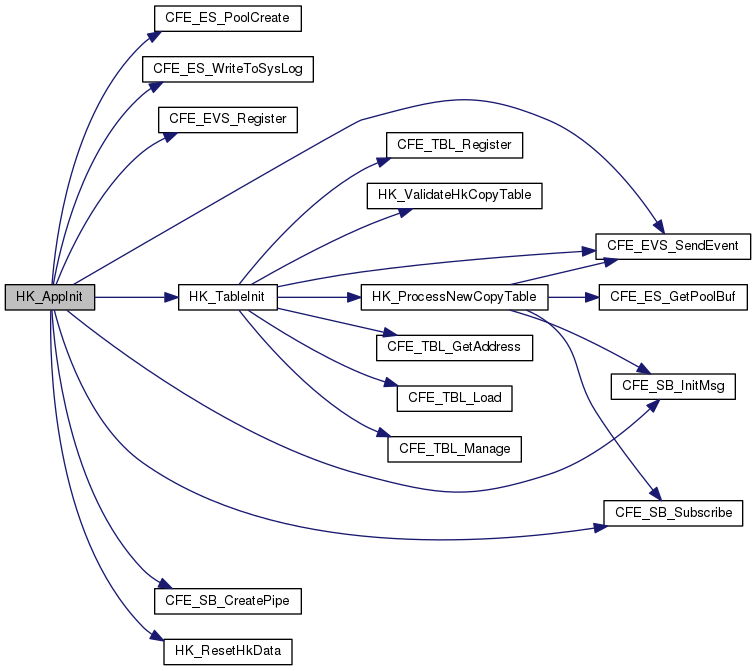 CFE_ES_PoolCreate
CFE_ES_WriteToSysLog
CFE_EVS_Register
CFE_TBL_Register
HK_ValidateHkCopyTable
CFE_EVS_SendEvent
HK_AppInit
HK_TableInit
HK_ProcessNewCopyTable
CFE_ES_GetPoolBuf
CFE_TBL_GetAddress
CFE_SB_InitMsg
CFE_TBL_Load
CFE_TBL_Manage
CFE_SB_Subscribe
CFE_SB_CreatePipe
HK_ResetHkData